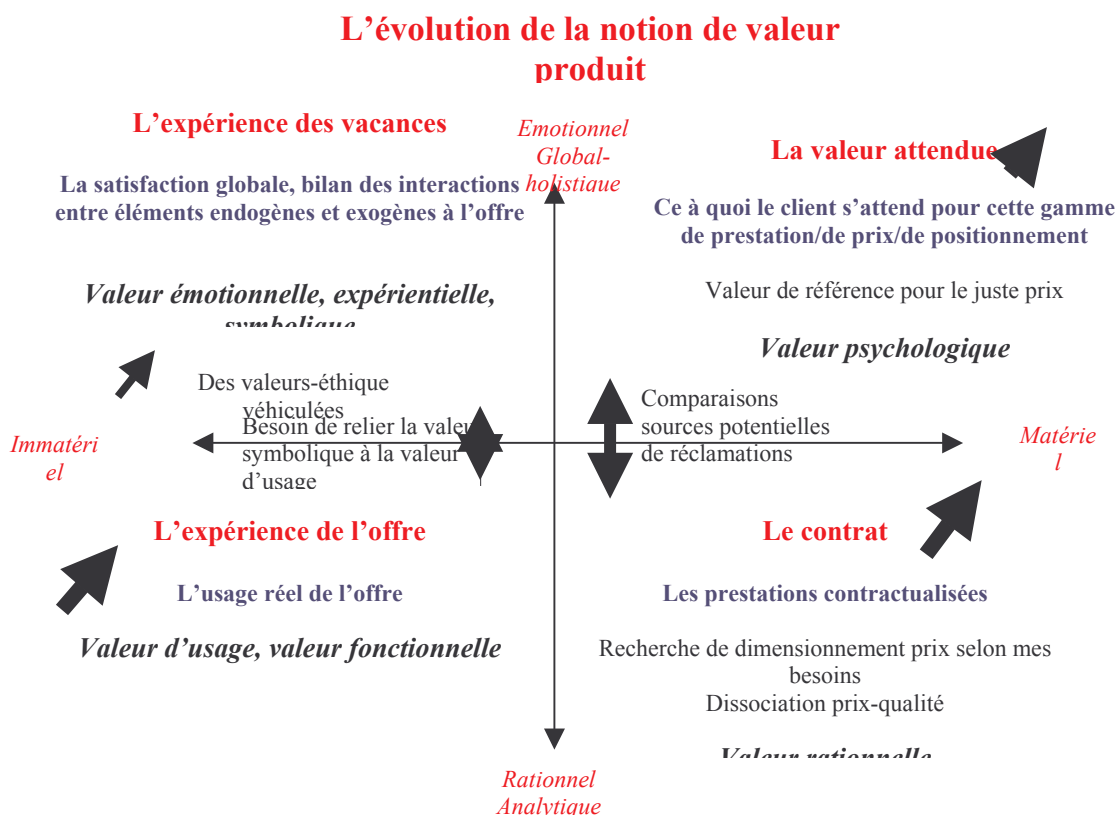 L’évolution de la notion de valeur
produit
L’expérience des vacances
La satisfaction globale, bilan des interactions
entre éléments endogènes et exogènes à l’offre
Valeur émotionnelle, expérientielle,
symbolique
Des valeurs-éthique
véhiculées
Besoin de relier la valeur
symbolique à la valeur
d’usage
Emotionnel
Global-
holistique
La valeur attendue
Ce à quoi le client s’attend pour cette gamme
de prestation/de prix/de positionnement
Valeur de référence pour le juste prix
Valeur psychologique
Comparaisons
sources potentielles
de réclamations
Immatéri
el
Matérie
l
L’expérience de l’offre
L’usage réel de l’offre
Valeur d’usage, valeur fonctionnelle
Le contrat
Les prestations contractualisées
Recherche de dimensionnement prix selon mes
besoins
Dissociation prix-qualité
Valeur rationnelle
Rationnel
Analytique